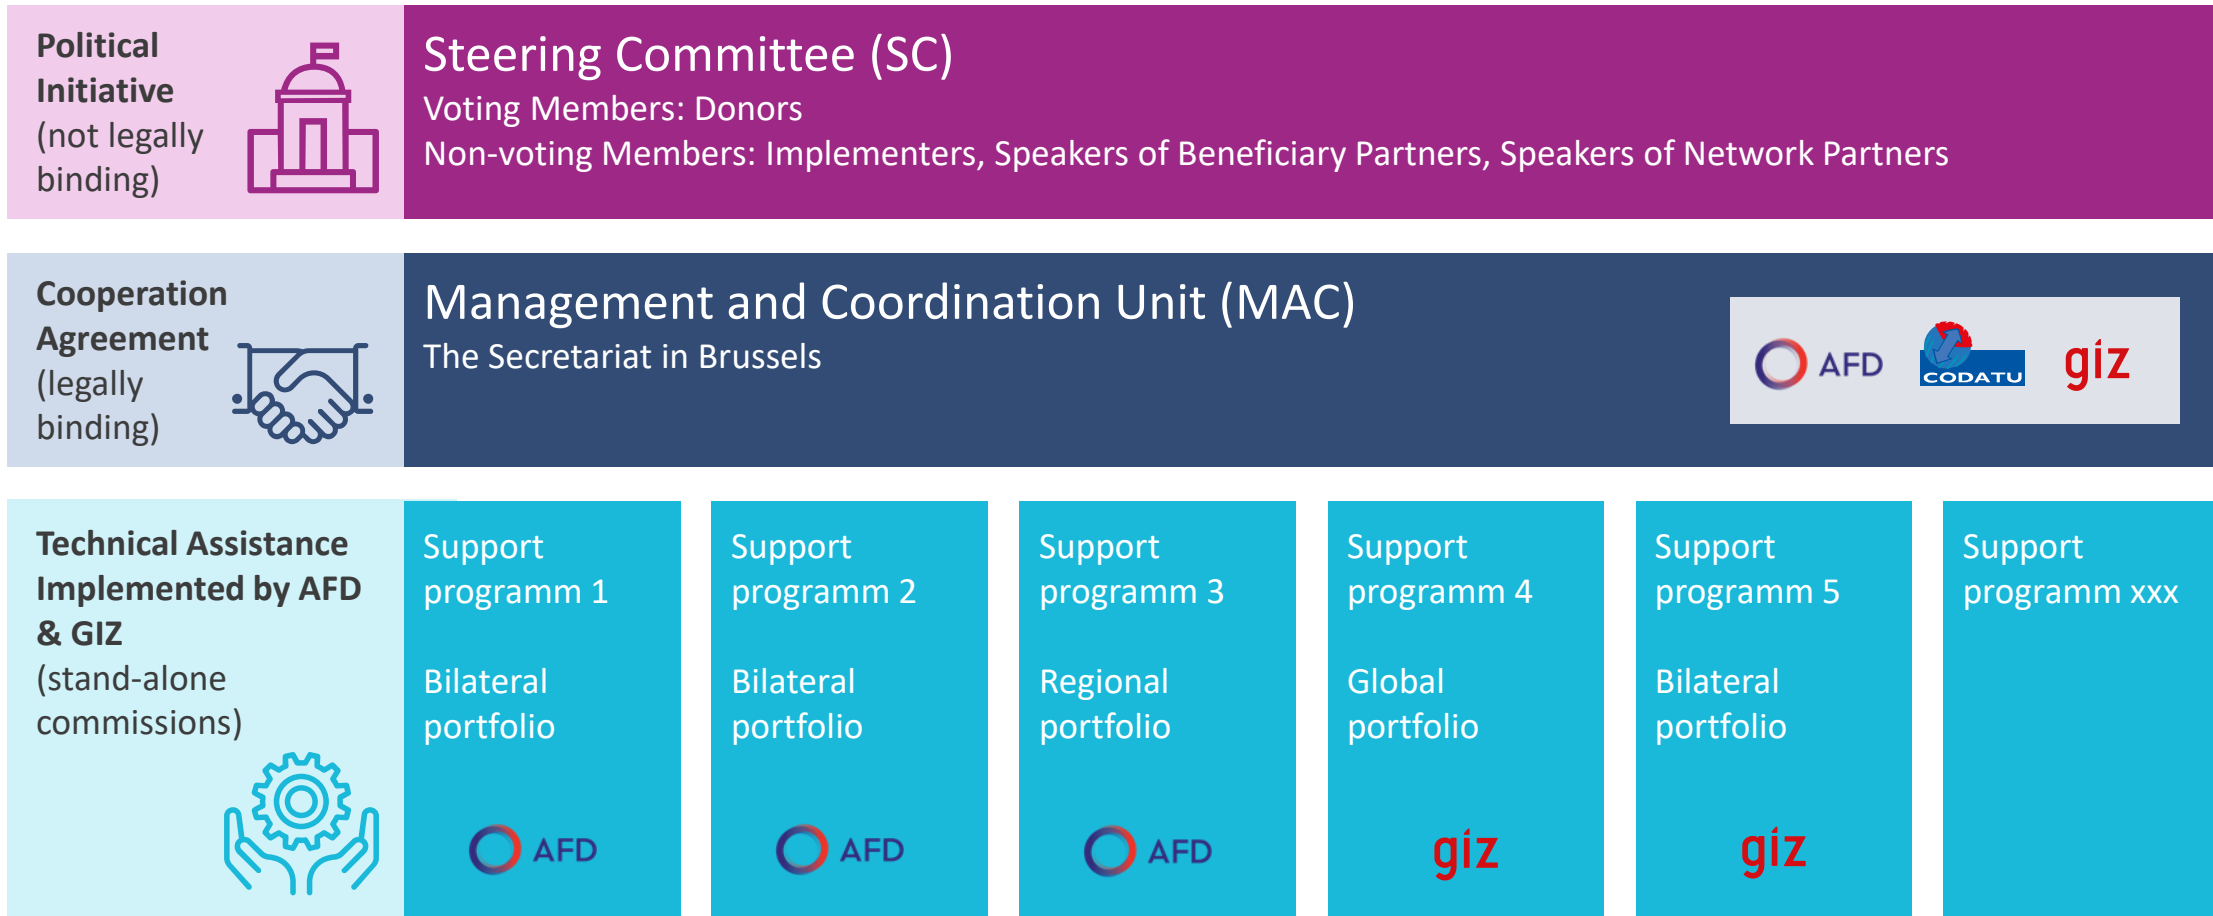 Political
Initiative
(not legally
binding)
Steering Committee (SC)
Voting Members: Donors
Non-voting Members: Implementers, Speakers of Beneficiary Partners, Speakers of Network Partners
Cooperation
Agreement
(legally
binding)
Management and Coordination Unit (MAC)
The Secretariat in Brussels
AFD
CODATU
giz
Technical Assistance
Implemented by AFD
& GIZ
(stand-alone
commissions)
Support
programm 1
Bilateral
portfolio
AFD
Support
programm 2
Bilateral
portfolio
AFD
Support
programm 3
Regional
portfolio
AFD
Support
programm 4
Global
portfolio
giz
Support
programm 5
Bilateral
portfolio
giz
Support
programm xxx